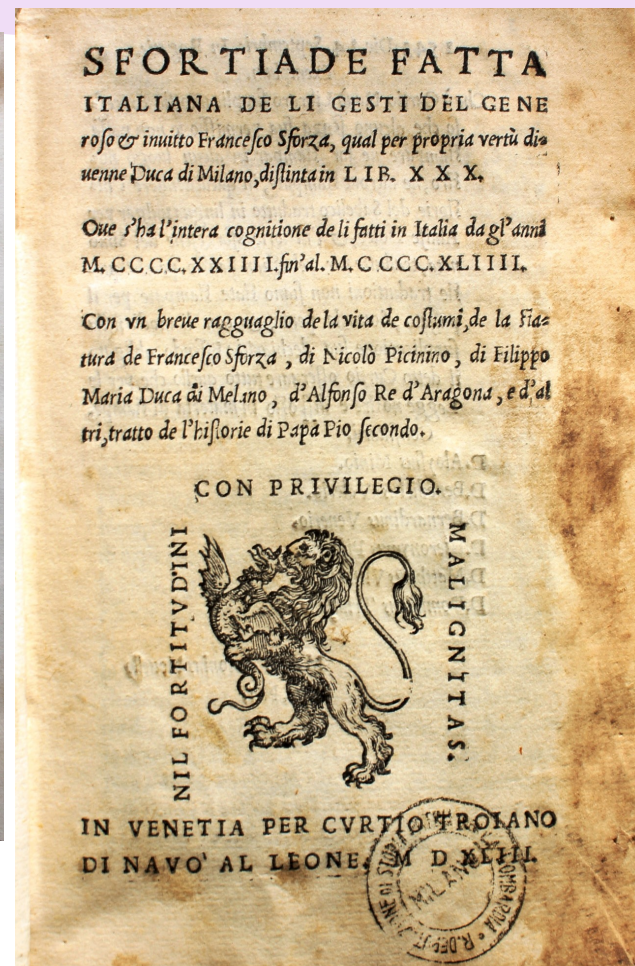 SFORTIADE FATTA
ITALIANA DE LI GESTI DEL GENE
roſo & inuitto Franceſco Sforza, qual per propria vertù di-
uenne Duca di Milano, diſtinta in LIB. XXX.
Oue s'ha l'intera cognitione de li fatti in Italia da gl'anni
M. CCCC. XXIIII. fin'al. M. CCCC. XLIIII.
Con vn breue ragguaglio de la vita de coſtumi, de la ſta-
tura de Franceſco Sforza, di Nicolò Picinino, di Filippo
Maria Duca di Melano, d'Alfonſo Re d'Aragona, e d'al
tri, tratto de l'hiſtorie di Papa Pio ſecondo.
CON PRIVILEGIO.
NIL FORTITVDINI
MALIGNITAS.
IN VENETIA PER CVRTIO TROIANO
DI NAVO' AL LEONE. M D XLIII.
MILANO